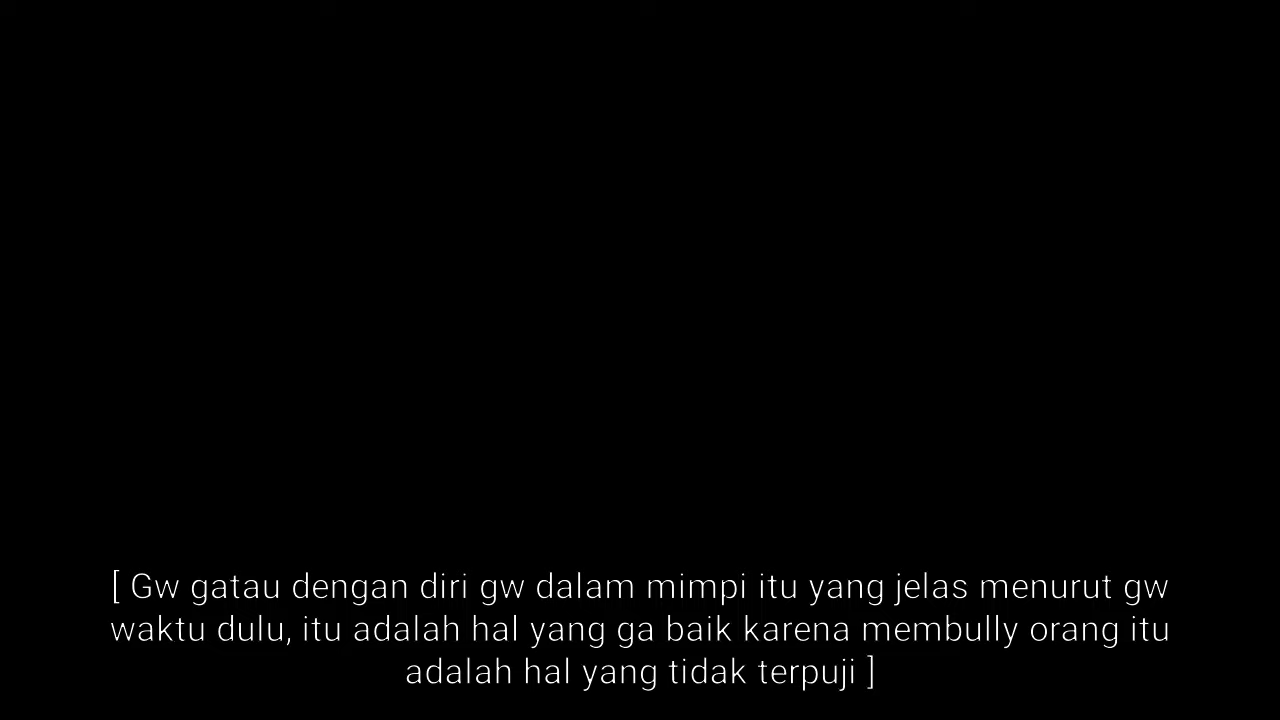 [ Gw gatau dengan diri gw dalam mimpi itu yang jelas menurut gw
waktu dulu, itu adalah hal yang ga baik karena membully orang itu
adalah hal yang tidak terpuji ]